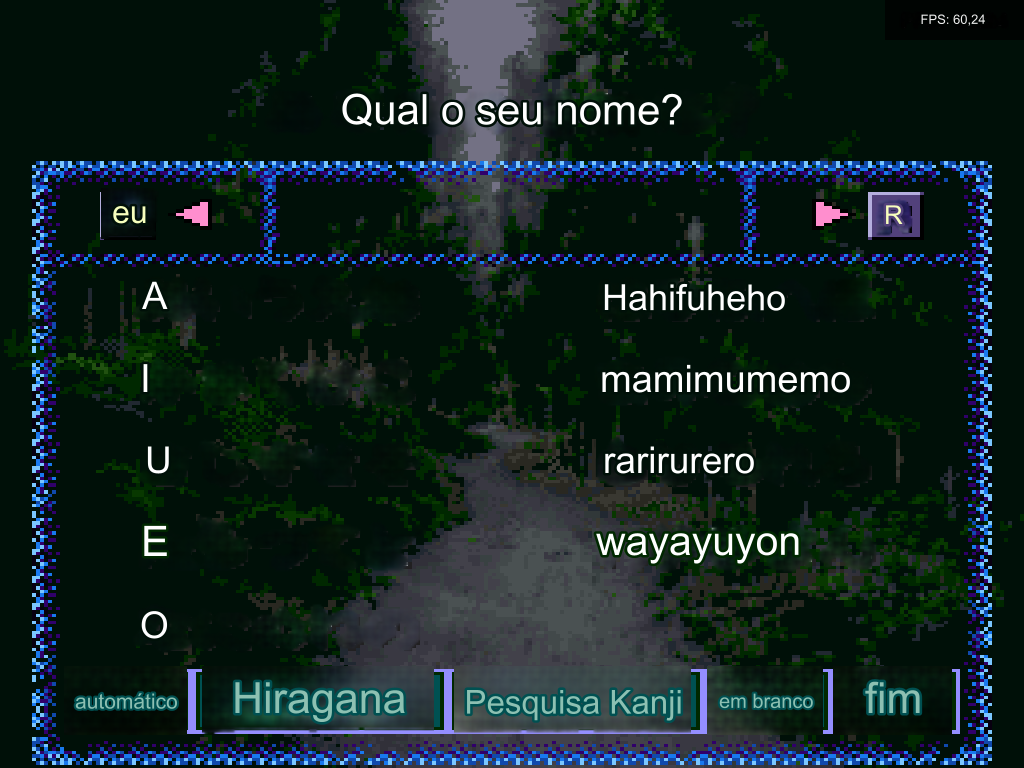 FPS: 60,24
Qual o seu nome?
eu R
A Hahifuheho
I mamimumemo
U rarirurero
E wayayuyon
O
automático Hiragana Pesquisa Kanji em branco fim